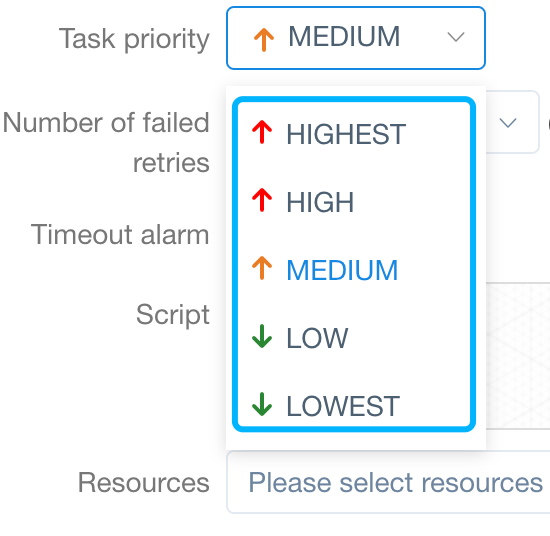 Task priority
MEDIUM
Number of failed
retries
HIGHEST
HIGH
Timeout alarm
MEDIUM
Script
LOW
LOWEST
Resources
Please select resources